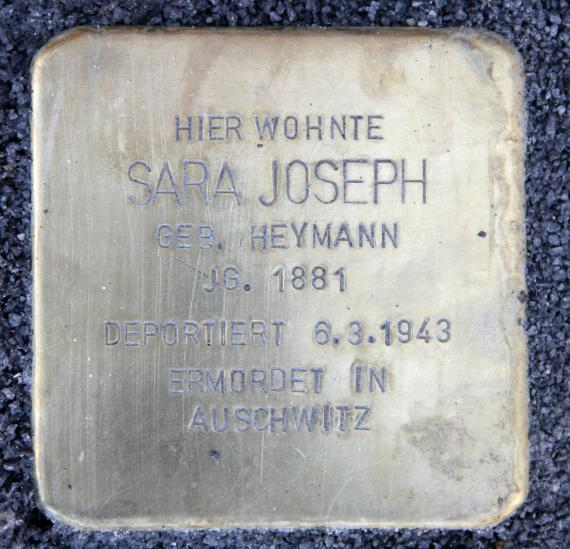 HIER WOHNTE
SARA JOSEPH
GEB. HEYMANN
JG. 1881
DEPORTIERT 6.3.1943
ERMORDET IN
AUSCHWITZ